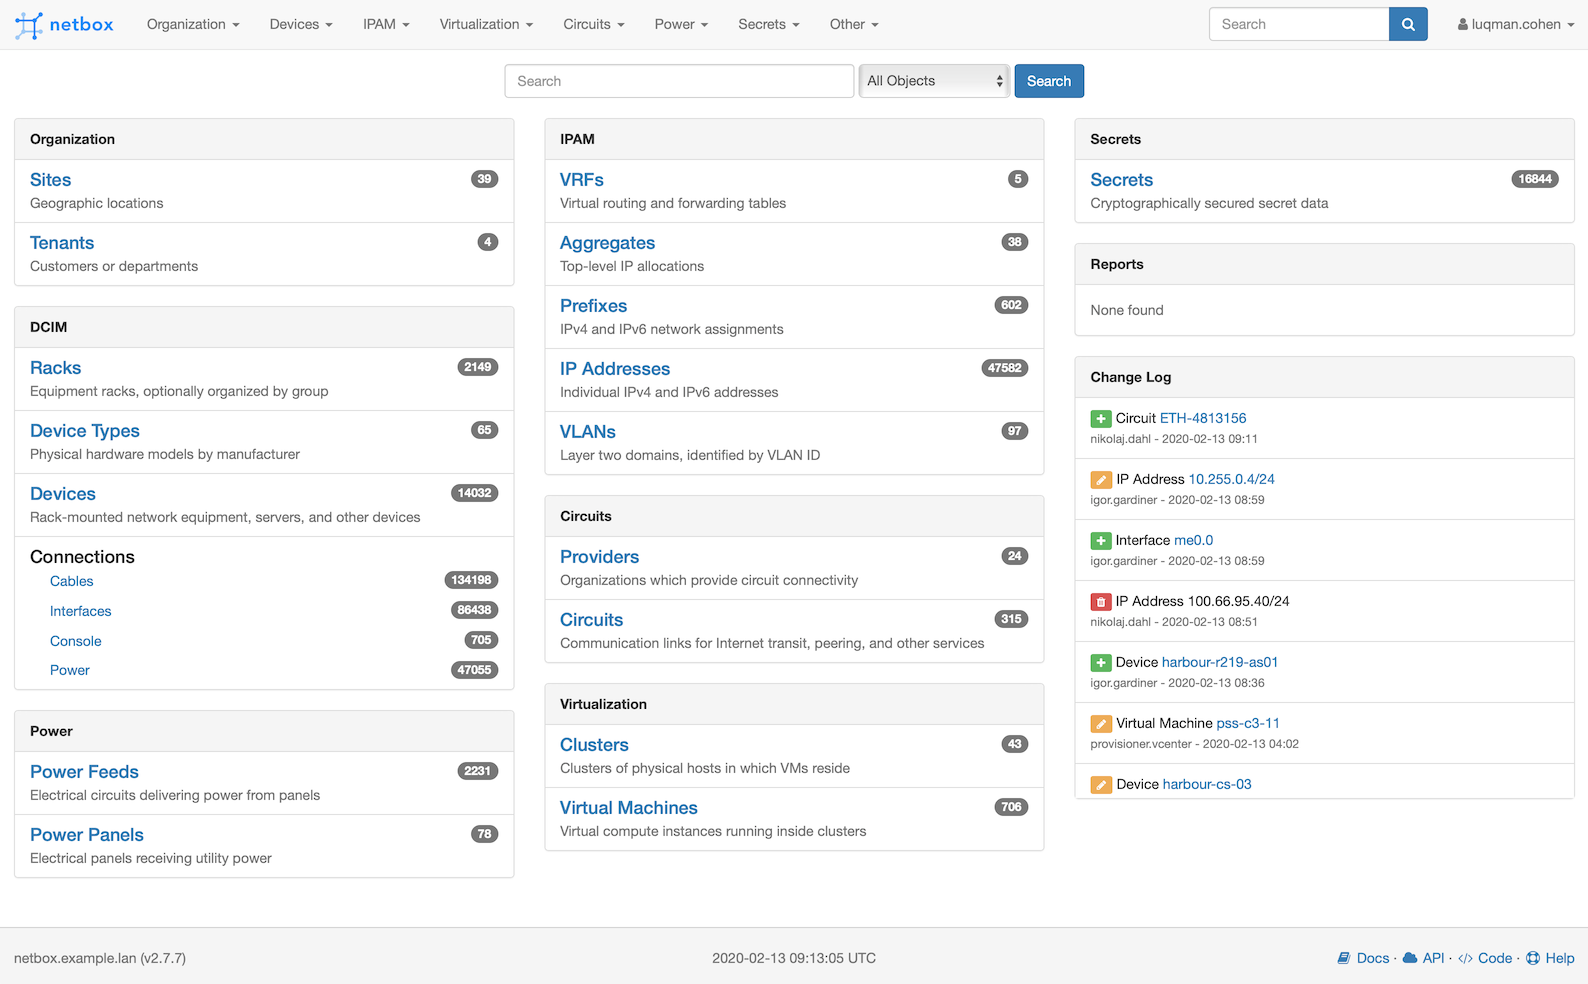 netbox
Organization
Devices
IPAM
Virtualization
Circuits
Power
Secrets
Other
Search
luqman.cohen
Search
All Objects
Search
Organization
Sites 39
Geographic locations
Tenants 4
Customers or departments
DCIM
Racks 2149
Equipment racks, optionally organized by group
Device Types 65
Physical hardware models by manufacturer
Devices 14032
Rack-mounted network equipment, servers, and other devices
Connections
Cables 134198
Interfaces 86438
Console 705
Power 47055
Power
Power Feeds 2231
Electrical circuits delivering power from panels
Power Panels 78
Electrical panels receiving utility power
IPAM
VRFs 5
Virtual routing and forwarding tables
Aggregates 38
Top-level IP allocations
Prefixes 602
IPv4 and IPv6 network assignments
IP Addresses 47582
Individual IPv4 and IPv6 addresses
VLANs 97
Layer two domains, identified by VLAN ID
Circuits
Providers 24
Organizations which provide circuit connectivity
Circuits 315
Communication links for Internet transit, peering, and other services
Virtualization
Clusters 43
Clusters of physical hosts in which VMs reside
Virtual Machines 706
Virtual compute instances running inside clusters
Secrets
Secrets 16844
Cryptographically secured secret data
Reports
None found
Change Log
Circuit ETH-4813156
nikolaj.dahl - 2020-02-13 09:11
IP Address 10.255.0.4/24
igor.gardiner - 2020-02-13 08:59
Interface me0.0
igor.gardiner - 2020-02-13 08:59
IP Address 100.66.95.40/24
nikolaj.dahl - 2020-02-13 08:51
Device harbour-r219-as01
igor.gardiner - 2020-02-13 08:36
Virtual Machine pss-c3-11
provisioner.vcenter - 2020-02-13 04:02
Device harbour-cs-03
netbox.example.lan (v2.7.7)
2020-02-13 09:13:05 UTC
Docs · API · </> Code · Help